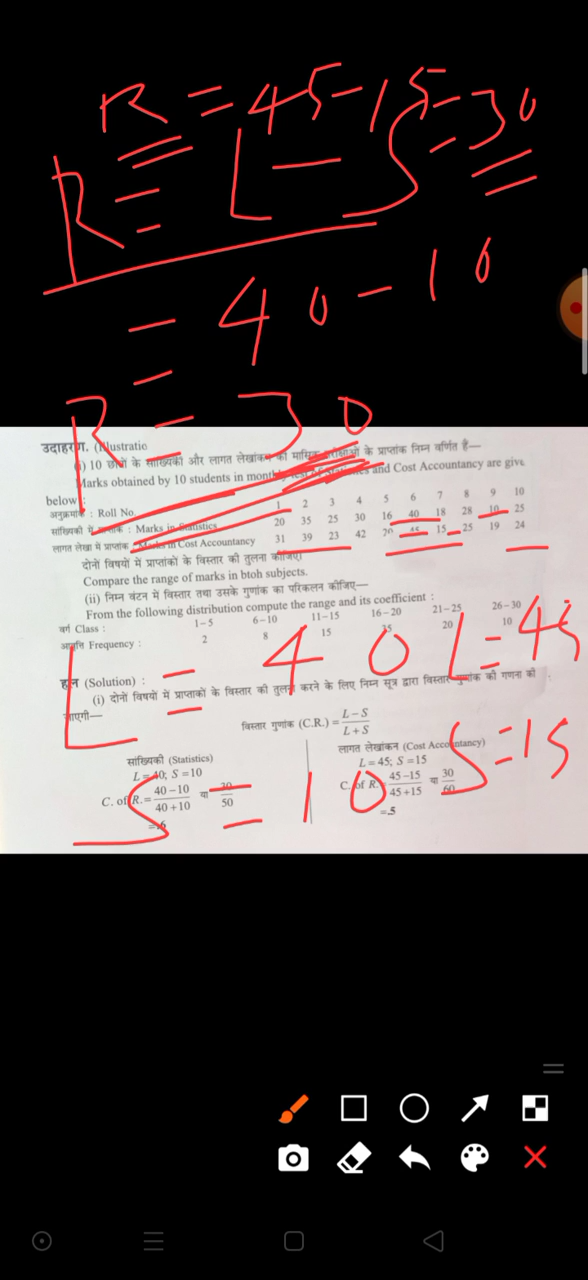 R = 45-15=30
R = L - S
= 40-10
R = 30
उदाहरण. (Illustratio
(i) 10 छात्रों के सांख्यिकी और लागत लेखांकन की मासिक परीक्षाओं के प्राप्तांक निम्न वर्णित है—
Marks obtained by 10 students in monthly test of Statistics and Cost Accountancy are give
below :
अनुक्रमांक : Roll No. 1 2 3 4 5 6 7 8 9 10
सांख्यिकी में प्राप्तांक : Marks in Statistics 20 35 25 30 16 40 18 28 10 25
लागत लेखा में प्राप्तांक : Marks in Cost Accountancy 31 39 23 42 20 45 15 25 19 24
दोनों विषयों में प्राप्तांकों के विस्तार की तुलना कीजिए।
Compare the range of marks in btoh subjects.
(ii) निम्न वंटन में विस्तार तथा उसके गुणांक का परिकलन कीजिए—
From the following distribution compute the range and its coefficient :
वर्ग Class : 1-5 6-10 11-15 16-20 21-25 26-30
आवृत्ति Frequency : 2 8 15 35 20 10
L = 40 L=45
हल (Solution) :
(i) दोनों विषयों में प्राप्तांकों के विस्तार की तुलना करने के लिए निम्न सूत्र द्वारा विस्तार गुणांक की गणना की
जाएगी—
विस्तार गुणांक (C.R.) = L-S / L+S
सांख्यिकी (Statistics) लागत लेखांकन (Cost Accountancy)
L=40; S=10 L=45; S=15
C. of R.= 40-10 / 40+10 या 30 / 50 C. of R. 45-15 / 45+15 या 30 / 60
=.6 =.5
S = 10 S=15